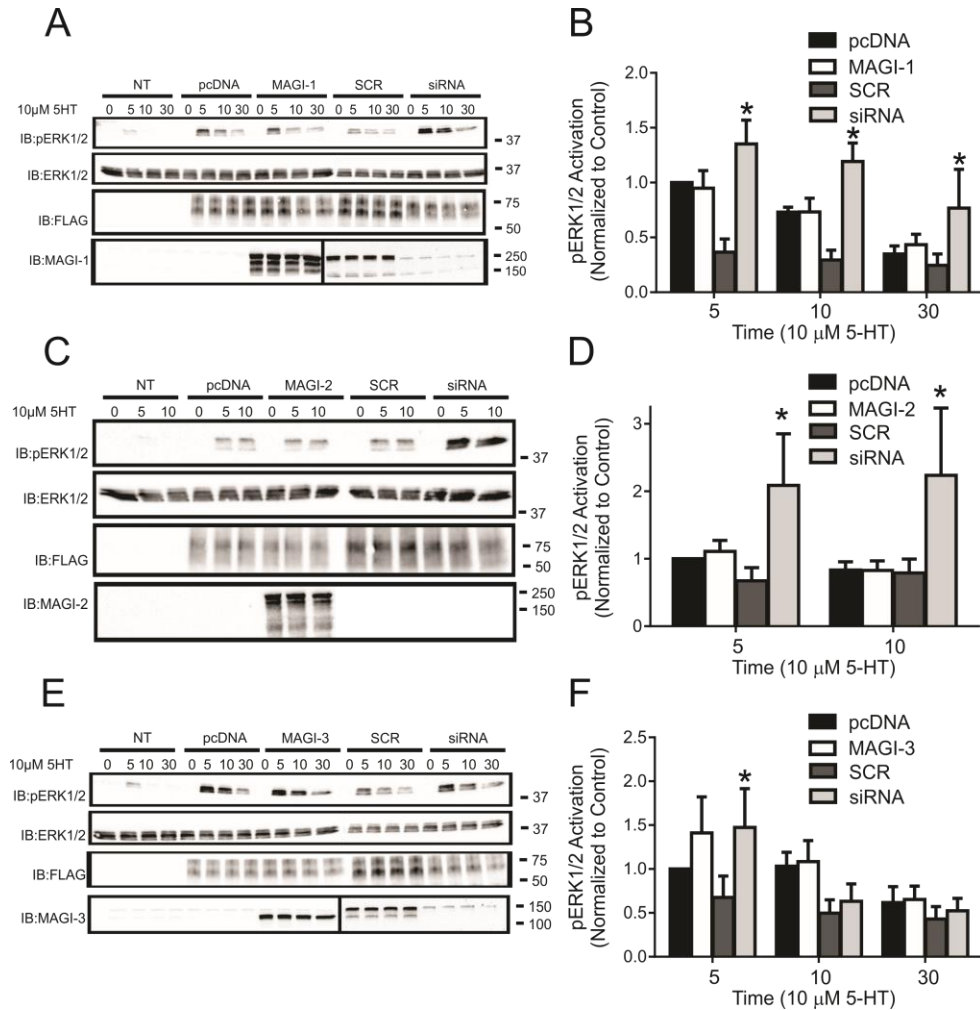 A
NT pcDNA MAGI-1 SCR siRNA
10µM 5HT 0 5 10 30 0 5 10 30 0 5 10 30 0 5 10 30 0 5 10 30
IB:pERK1/2 37
IB:ERK1/2 37
IB:FLAG 75
50
IB:MAGI-1 250
150
B
pcDNA
MAGI-1
SCR
siRNA
pERK1/2 Activation
(Normalized to Control)
2.0
1.5
1.0
0.5
0.0
* * *
5 10 30
Time (10 µM 5-HT)
C
NT pcDNA MAGI-2 SCR siRNA
10µM 5HT 0 5 10 0 5 10 0 5 10 0 5 10 0 5 10
IB:pERK1/2 37
IB:ERK1/2 37
IB:FLAG 75
50
IB:MAGI-2 250
150
D
pcDNA
MAGI-2
SCR
siRNA
pERK1/2 Activation
(Normalized to Control)
3
2
1
0
* *
5 10
Time (10 µM 5-HT)
E
NT pcDNA MAGI-3 SCR siRNA
10µM 5HT 0 5 10 30 0 5 10 30 0 5 10 30 0 5 10 30 0 5 10 30
IB:pERK1/2 37
IB:ERK1/2 37
IB:FLAG 75
50
IB:MAGI-3 150
100
F
pcDNA
MAGI-3
SCR
siRNA
pERK1/2 Activation
(Normalized to Control)
2.5
2.0
1.5
1.0
0.5
0.0
*
5 10 30
Time (10 µM 5-HT)